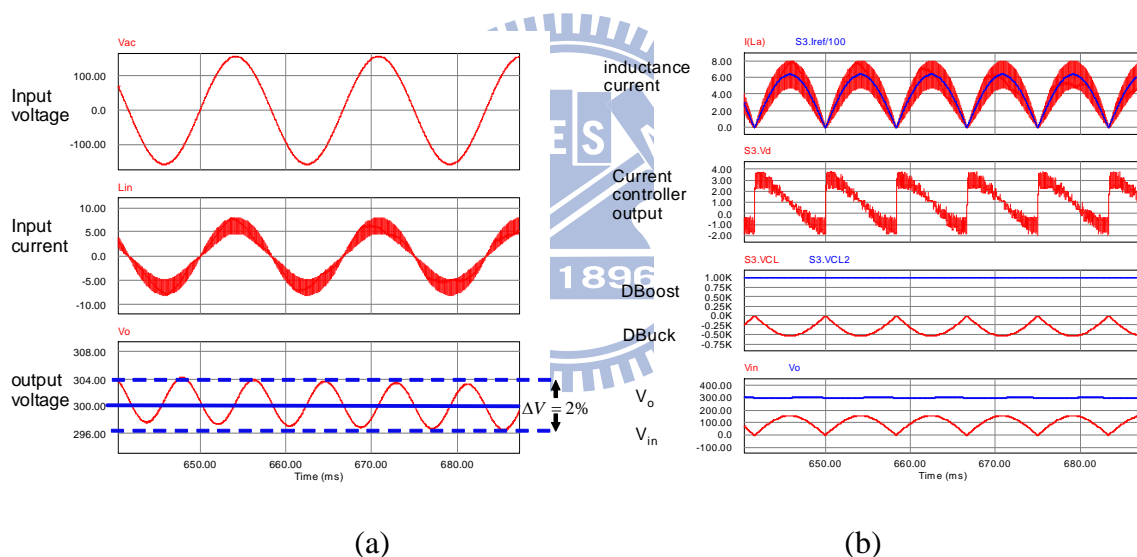 Vac
Input
voltage
100.00
0.0
-100.00
Lin
Input
current
10.00
5.00
0.0
-5.00
-10.00
Vo
output
voltage
308.00
304.00
300.00
296.00
ΔV = 2%
650.00 660.00 670.00 680.00
Time (ms)
(a)
E S
1896
I(La) S3.Iref/100
inductance
current
8.00
6.00
4.00
2.00
0.0
S3.Vd
Current
controller
output
4.00
3.00
2.00
1.00
0.0
-1.00
-2.00
S3.VCL S3.VCL2
DBoost
DBuck
1.00K
0.75K
0.50K
0.25K
0.0K
-0.25K
-0.50K
-0.75K
Vin Vo
Vo
Vin
400.00
300.00
200.00
100.00
0.0
-100.00
650.00 660.00 670.00 680.00
Time (ms)
(b)